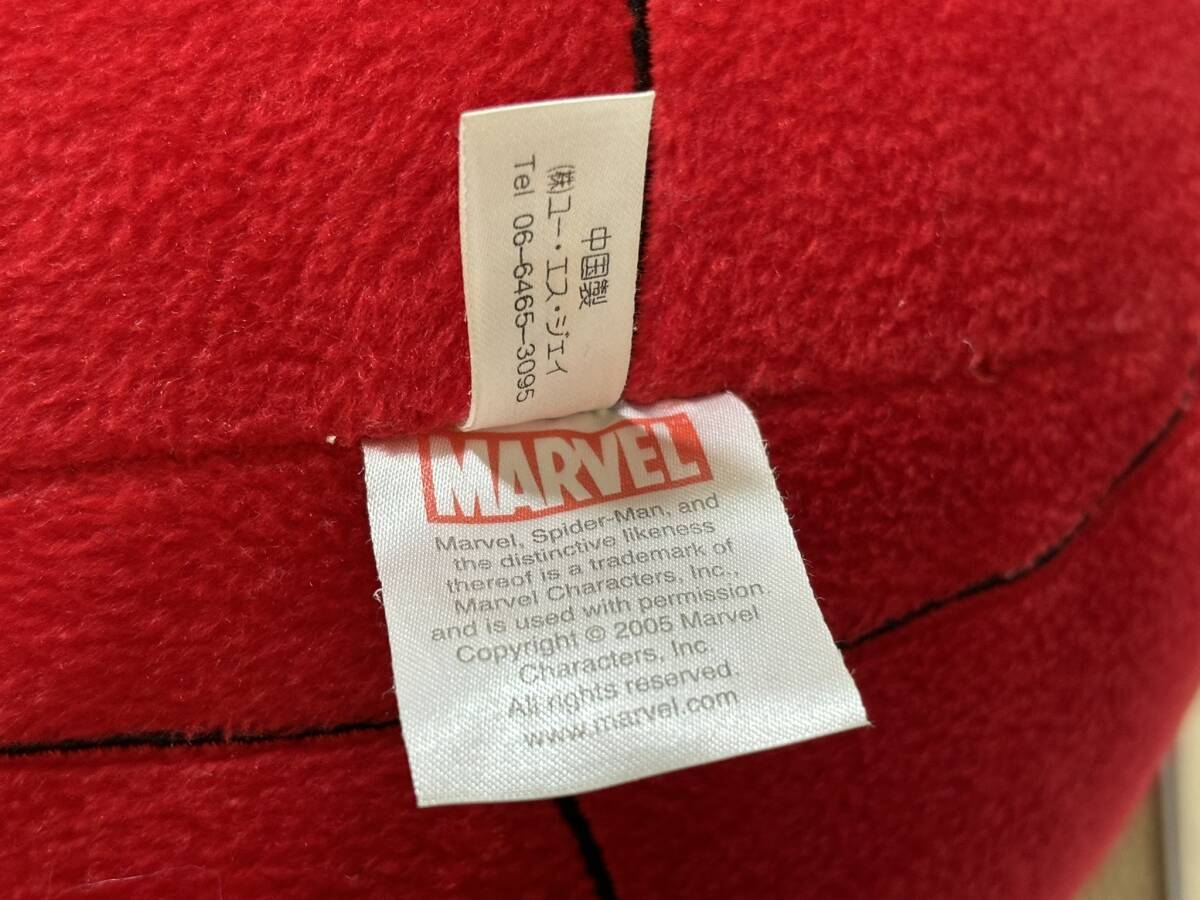 中国製
㈱ユー・エス・ジェイ
Tel 06-6465-3095
MARVEL
Marvel, Spider-Man, and
the distinctive likeness
thereof is a trademark of
Marvel Characters, Inc.,
and is used with permission.
Copyright © 2005 Marvel
Characters, Inc.
All rights reserved.
www.marvel.com